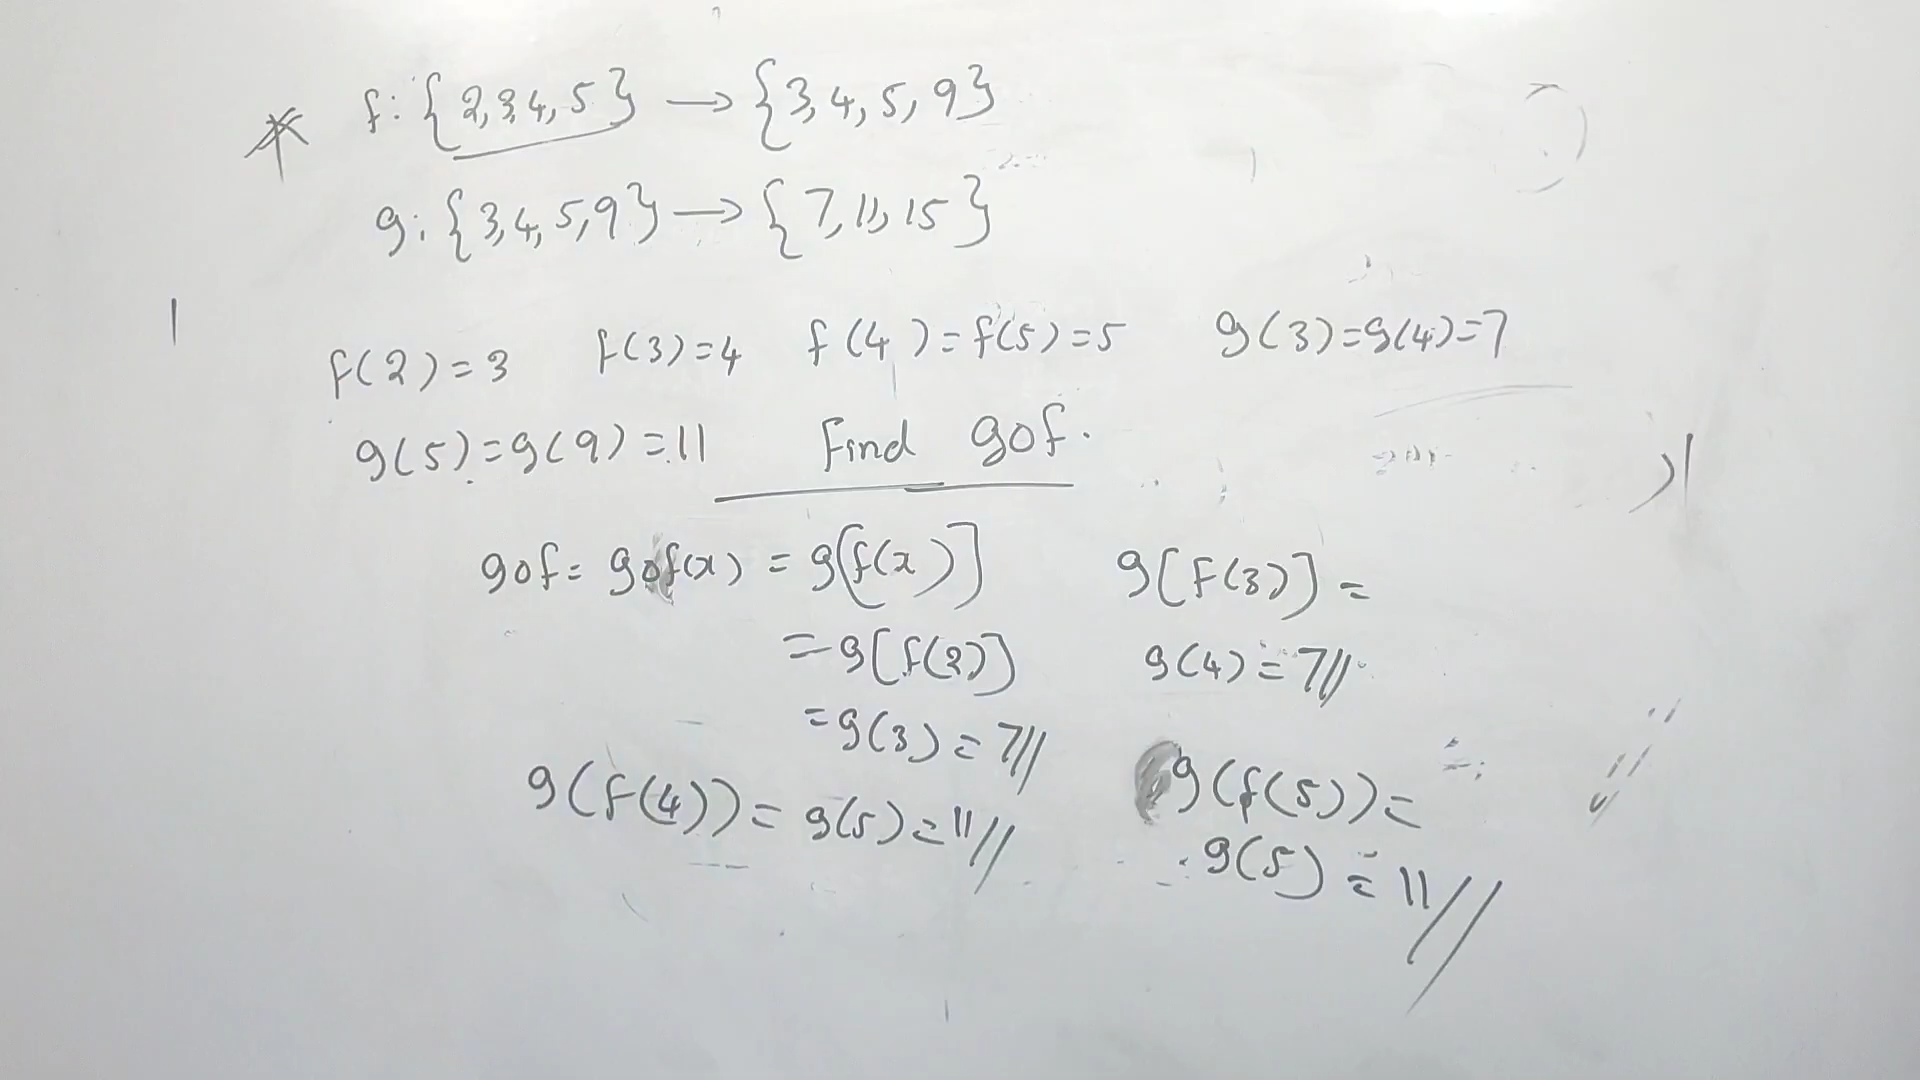 * f: {2,3,4,5} → {3,4,5,9}
g: {3,4,5,9} → {7,11,15}
f(2)=3 f(3)=4 f(4)=f(5)=5 g(3)=g(4)=7
g(5)=g(9)=11 Find gof.
gof= gof(x) = g[f(x)]
=g[f(2)]
=g(3)=7//
g[f(3)]=
g(4)=7//
g(f(4))= g(5)=11//
g(f(5))=
g(5)=11//